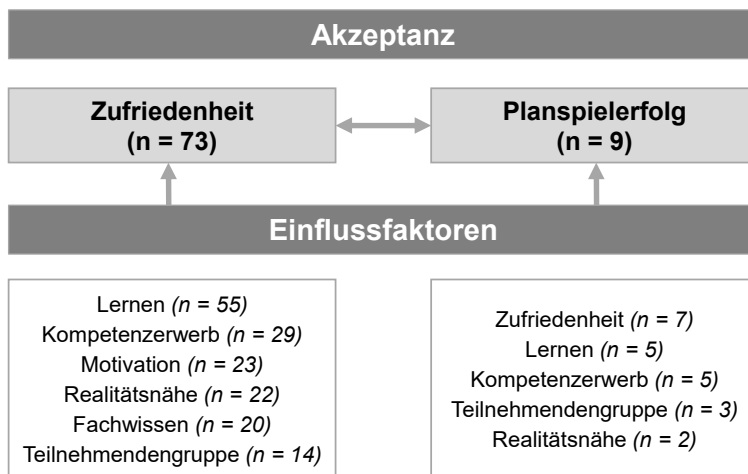 Akzeptanz
Zufriedenheit
(n = 73)
Planspielerfolg
(n = 9)
Einflussfaktoren
Lernen (n = 55)
Kompetenzerwerb (n = 29)
Motivation (n = 23)
Realitätsnähe (n = 22)
Fachwissen (n = 20)
Teilnehmendengruppe (n = 14)
Zufriedenheit (n = 7)
Lernen (n = 5)
Kompetenzerwerb (n = 5)
Teilnehmendengruppe (n = 3)
Realitätsnähe (n = 2)